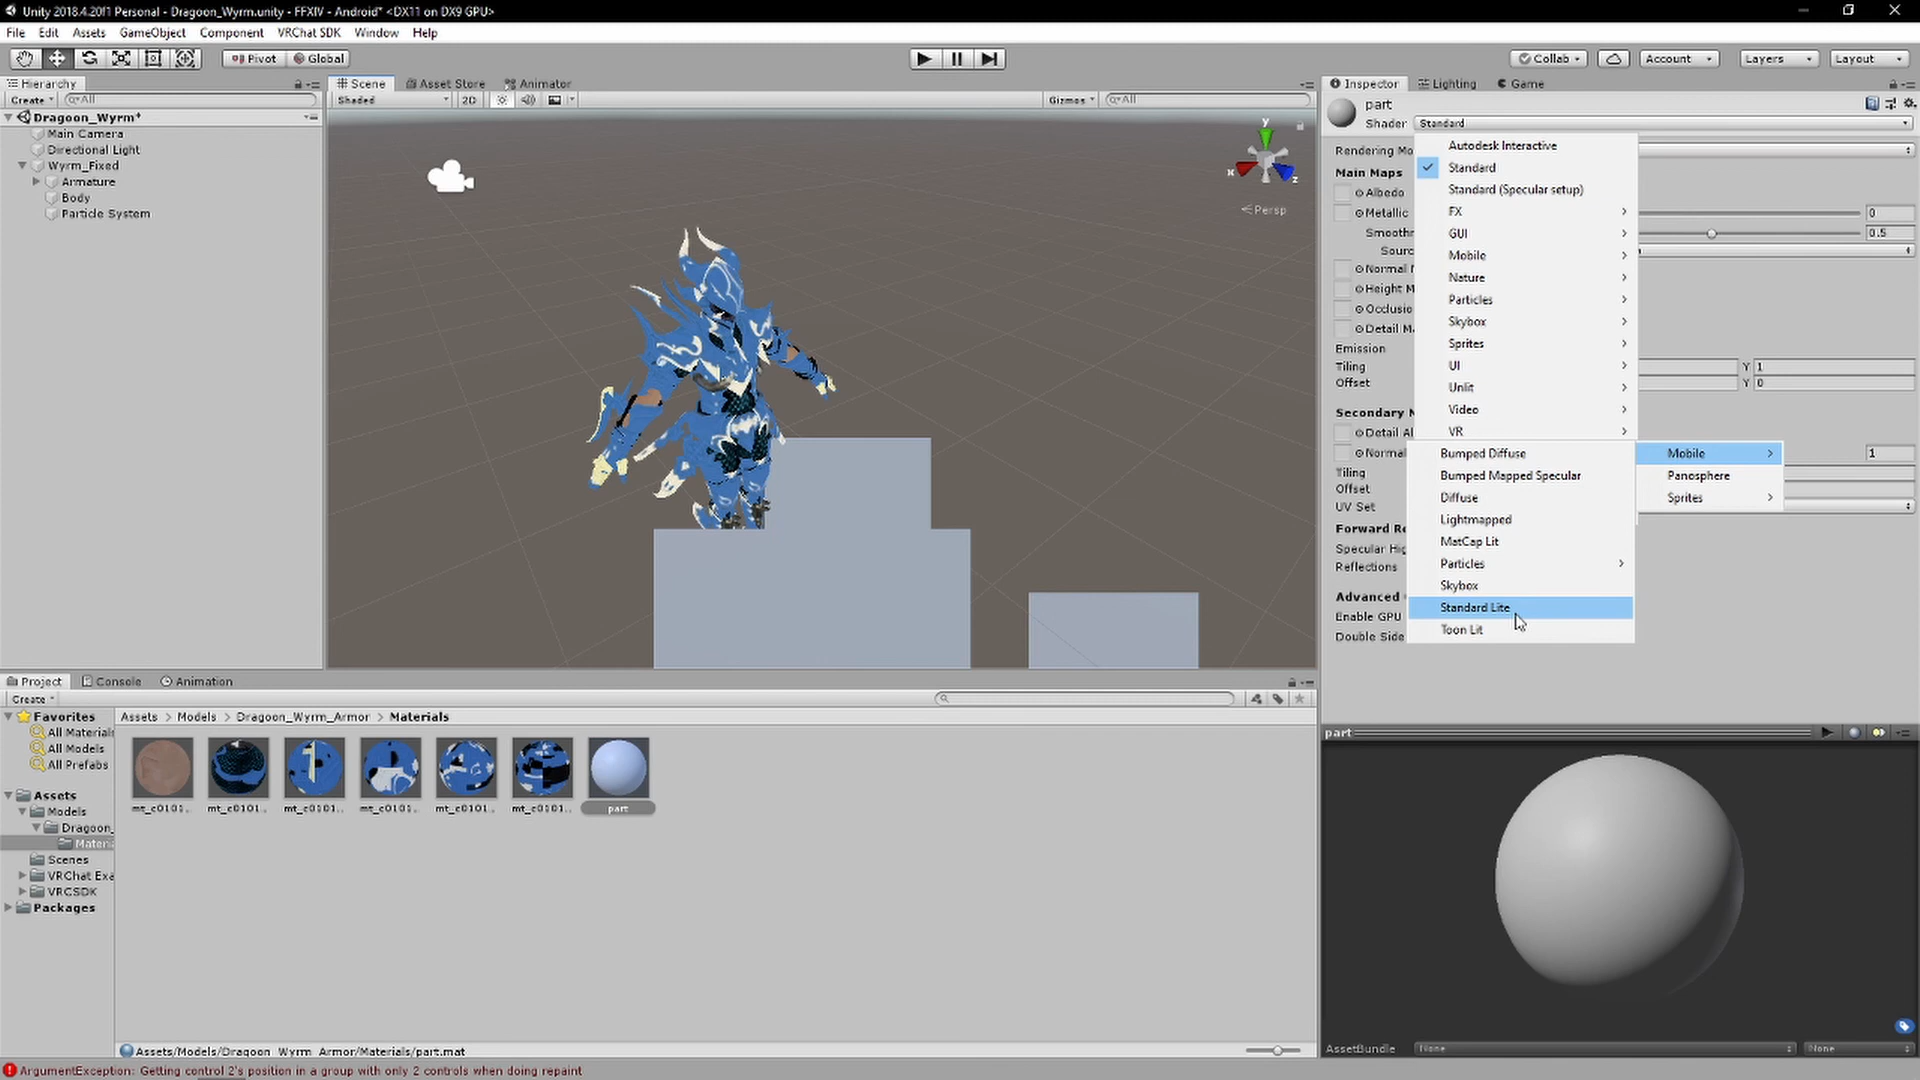 Unity 2018.4.20f1 Personal - Dragoon_Wyrm.unity - FFXIV - Android* <DX11 on DX9 GPU>
File Edit Assets GameObject Component VRChat SDK Window Help
Pivot Global Collab Account Layers Layout
Hierarchy
Create All
Dragoon_Wyrm*
Main Camera
Directional Light
Wyrm_Fixed
Armature
Body
Particle System
Scene Asset Store Animator
Shaded 2D Gizmos All
y
x
z
Persp
Inspector Lighting Game
part
Shader Standard
Rendering Mo
Main Maps
Albedo
Metallic 0
Smoothn 0.5
Sourc
Normal M
Height M
Occlusio
Detail Ma
Emission
Tiling Y 1
Offset Y 0
Secondary M
Detail Al
Normal 1
Tiling
Offset
UV Set
Forward Re
Specular Hig
Reflections
Advanced
Enable GPU
Double Side
Autodesk Interactive
Standard
Standard (Specular setup)
FX
GUI
Mobile
Nature
Particles
Skybox
Sprites
UI
Unlit
Video
VR
Mobile
Panosphere
Sprites
Bumped Diffuse
Bumped Mapped Specular
Diffuse
Lightmapped
MatCap Lit
Particles
Skybox
Standard Lite
Toon Lit
Project Console Animation
Create
Favorites
All Materials
All Models
All Prefabs
Assets
Models
Dragoon_
Materi
Scenes
VRChat Exa
VRCSDK
Packages
Assets > Models > Dragoon_Wyrm_Armor > Materials
mt_c0101... mt_c0101... mt_c0101... mt_c0101... mt_c0101... mt_c0101... part
Assets/Models/Dragoon_Wyrm_Armor/Materials/part.mat
part
AssetBundle None None
ArgumentException: Getting control 2's position in a group with only 2 controls when doing repaint